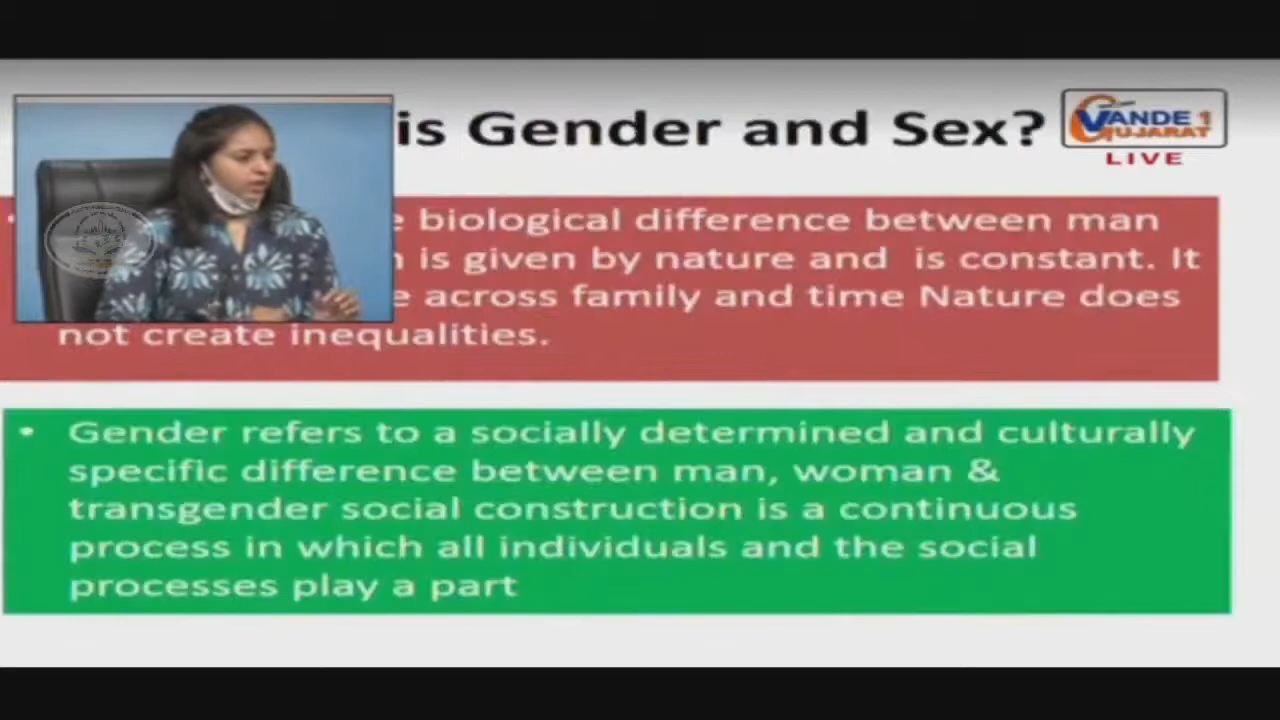 is Gender and Sex?
VANDE 1
GUJARAT
LIVE
biological difference between man
is given by nature and is constant. It
across family and time Nature does
not create inequalities.
• Gender refers to a socially determined and culturally
specific difference between man, woman &
transgender social construction is a continuous
process in which all individuals and the social
processes play a part